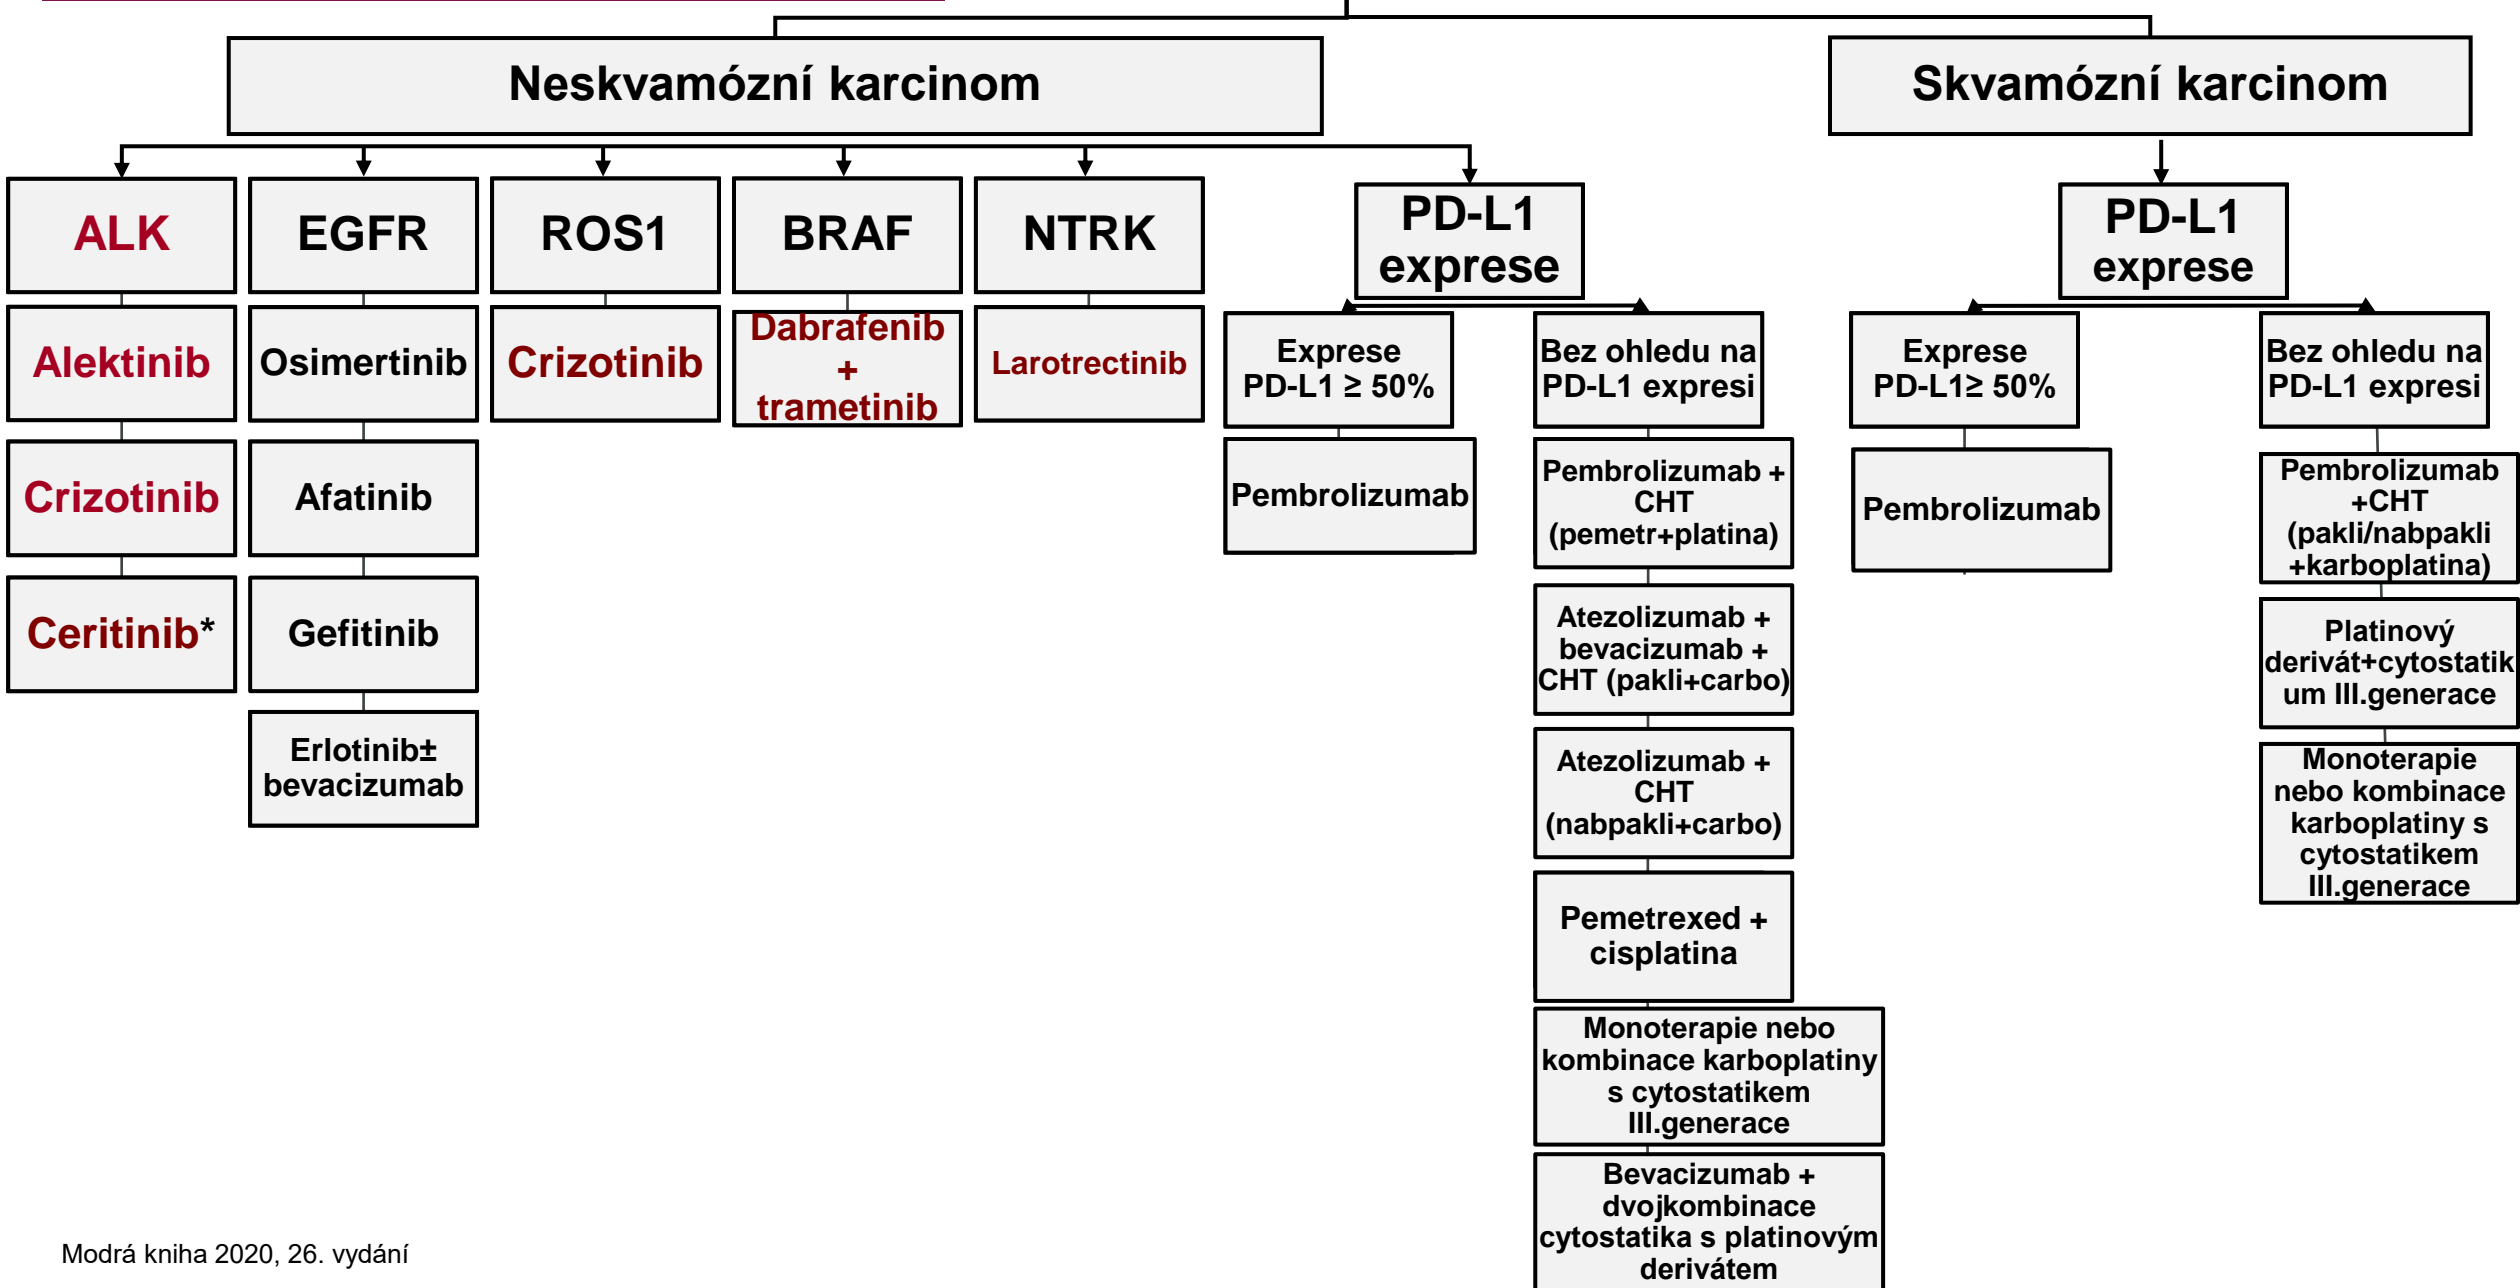 Neskvamózní karcinom
Skvamózní karcinom
ALK
EGFR
ROS1
BRAF
NTRK
PD-L1
exprese
PD-L1
exprese
Alektinib
Osimertinib
Crizotinib
Dabrafenib
+
trametinib
Larotrectinib
Exprese
PD-L1 ≥ 50%
Bez ohledu na
PD-L1 expresi
Exprese
PD-L1≥ 50%
Bez ohledu na
PD-L1 expresi
Crizotinib
Afatinib
Pembrolizumab
Pembrolizumab +
CHT
(pemetr+platina)
Pembrolizumab
Pembrolizumab
+CHT
(pakli/nabpakli
+karboplatina)
Ceritinib*
Gefitinib
Atezolizumab +
bevacizumab +
CHT (pakli+carbo)
Platinový
derivát+cytostatik
um III.generace
Erlotinib±
bevacizumab
Atezolizumab +
CHT
(nabpakli+carbo)
Monoterapie
nebo kombinace
karboplatiny s
cytostatikem
III.generace
Pemetrexed +
cisplatina
Monoterapie nebo
kombinace karboplatiny
s cytostatikem
III.generace
Bevacizumab +
dvojkombinace
cytostatika s platinovým
derivátem
Modrá kniha 2020, 26. vydání